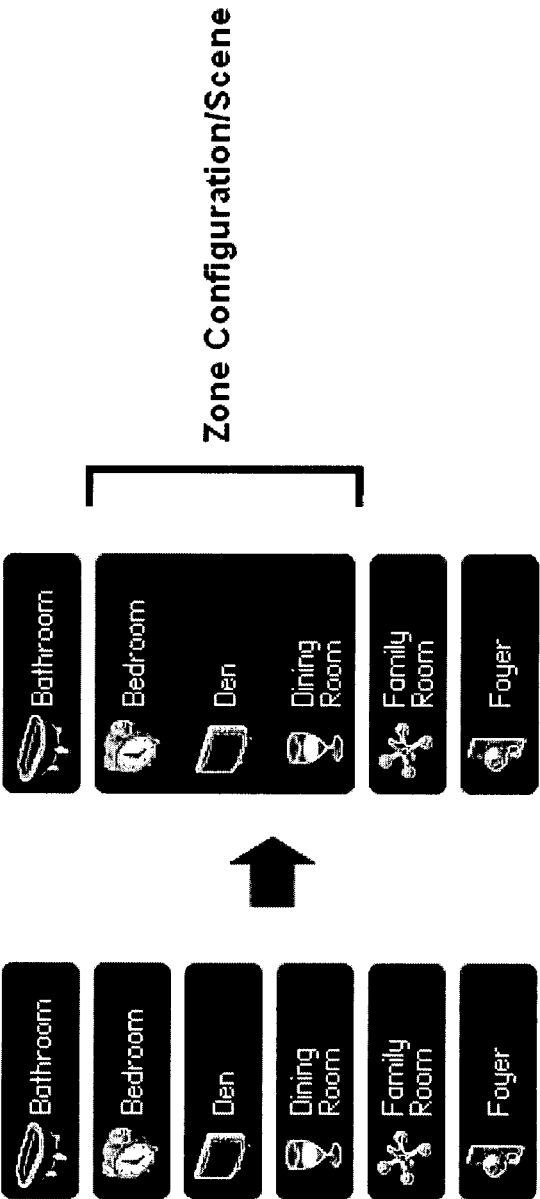 Bathroom
Bedroom
Den
Dining
Room
Family
Room
Foyer
Bathroom
Bedroom
Den
Dining
Room
Family
Room
Foyer
Zone Configuration/Scene